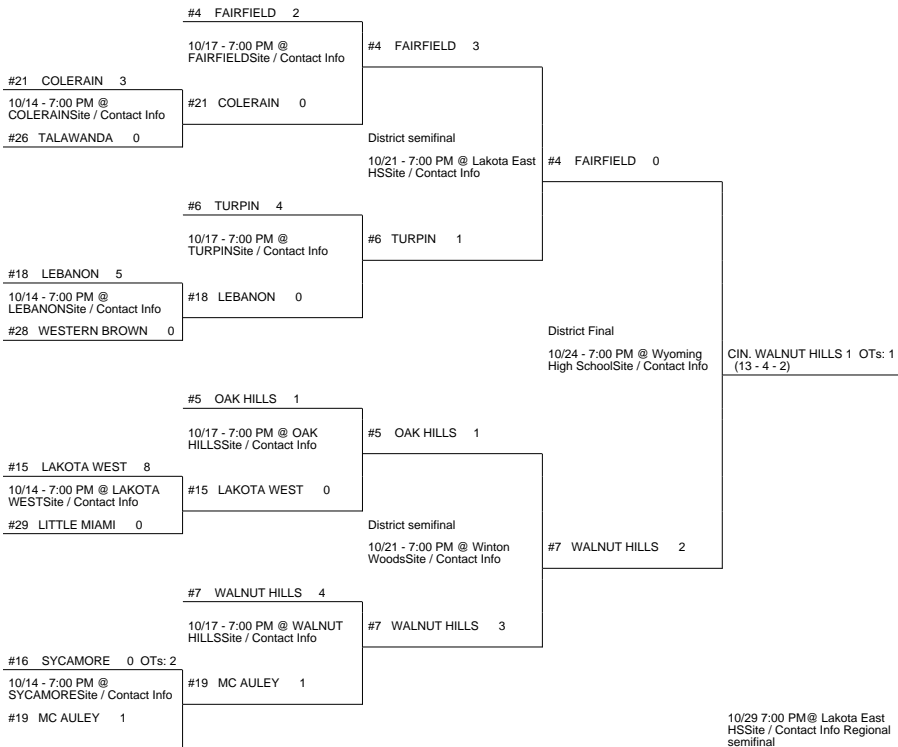 #4 FAIRFIELD 2
10/17 - 7:00 PM @
FAIRFIELDSite / Contact Info
#4 FAIRFIELD 3
#21 COLERAIN 3
10/14 - 7:00 PM @
COLERAINSite / Contact Info
#21 COLERAIN 0
#26 TALAWANDA 0
District semifinal
10/21 - 7:00 PM @ Lakota East
HSSite / Contact Info
#4 FAIRFIELD 0
#6 TURPIN 4
10/17 - 7:00 PM @
TURPINSite / Contact Info
#6 TURPIN 1
#18 LEBANON 5
10/14 - 7:00 PM @
LEBANONSite / Contact Info
#18 LEBANON 0
#28 WESTERN BROWN 0
District Final
10/24 - 7:00 PM @ Wyoming
High SchoolSite / Contact Info
CIN. WALNUT HILLS 1 OTs: 1
(13 - 4 - 2)
#5 OAK HILLS 1
10/17 - 7:00 PM @ OAK
HILLSSite / Contact Info
#5 OAK HILLS 1
#15 LAKOTA WEST 8
10/14 - 7:00 PM @ LAKOTA
WESTSite / Contact Info
#15 LAKOTA WEST 0
#29 LITTLE MIAMI 0
District semifinal
10/21 - 7:00 PM @ Winton
WoodsSite / Contact Info
#7 WALNUT HILLS 2
#7 WALNUT HILLS 4
10/17 - 7:00 PM @ WALNUT
HILLSSite / Contact Info
#7 WALNUT HILLS 3
#16 SYCAMORE 0 OTs: 2
10/14 - 7:00 PM @
SYCAMORESite / Contact Info
#19 MC AULEY 1
#19 MC AULEY 1
10/29 7:00 PM@ Lakota East
HSSite / Contact Info Regional
semifinal